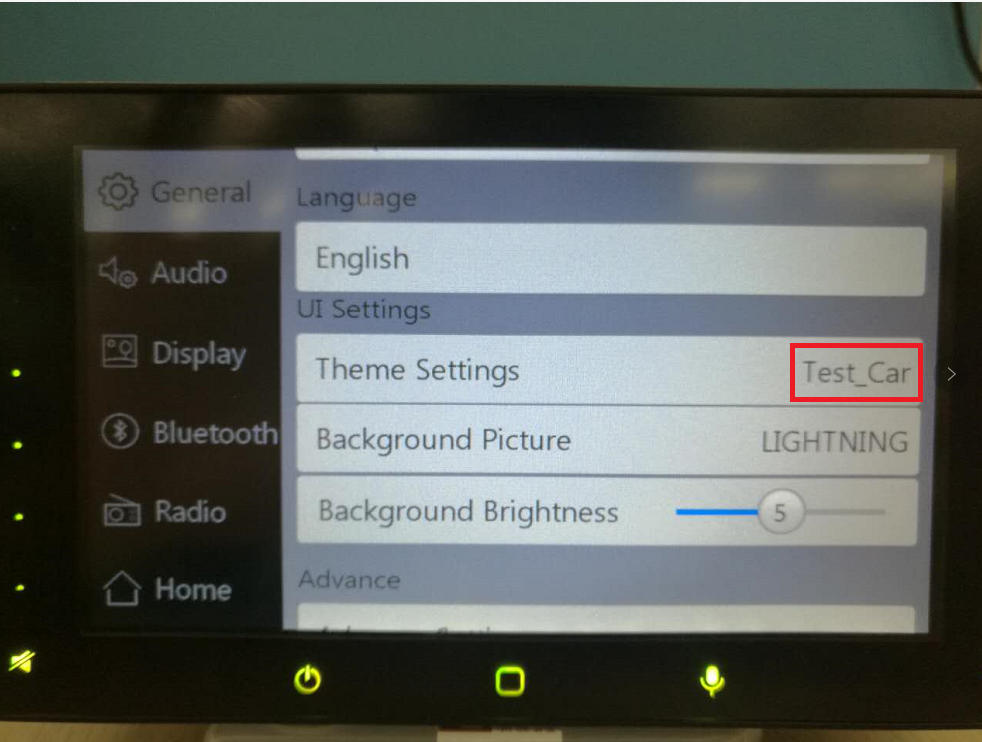 General
Audio
Display
Bluetooth
Radio
Home
Language
English
UI Settings
Theme Settings Test_Car
Background Picture LIGHTNING
Background Brightness 5
Advance